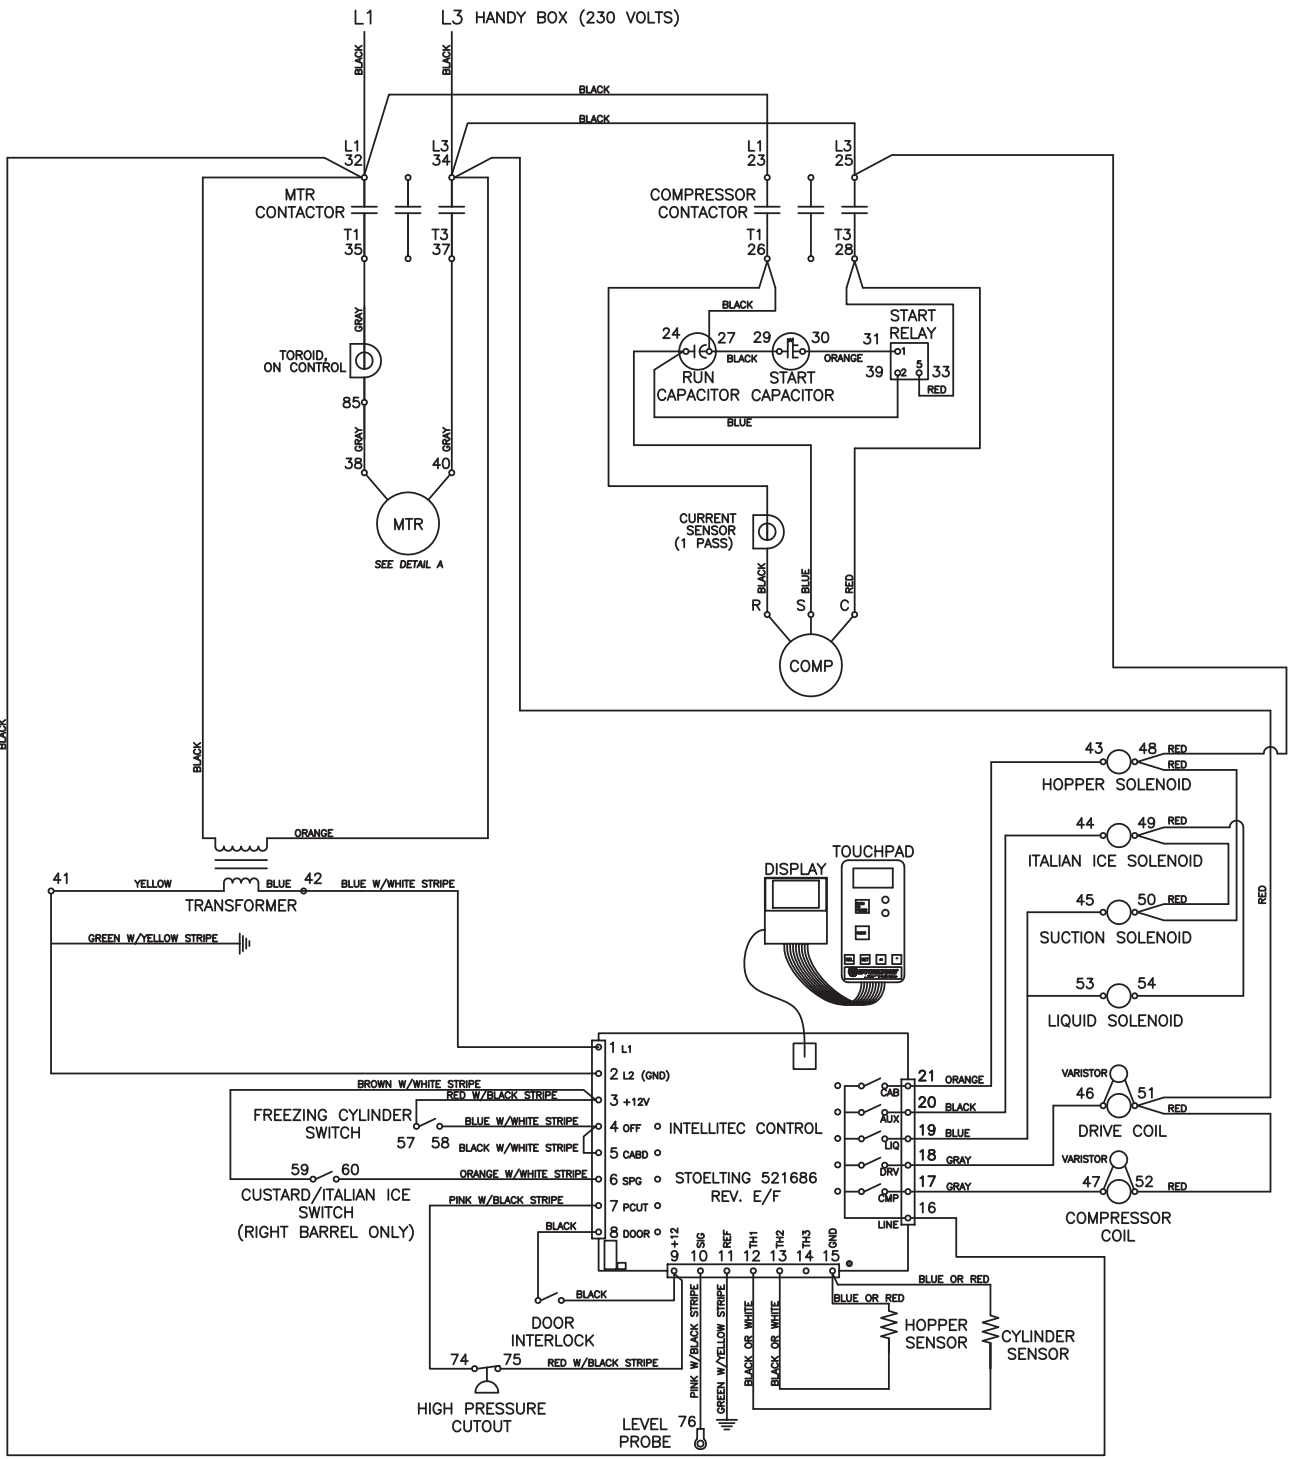 L1
L3 HANDY BOX (230 VOLTS)
BLACK
BLACK
BLACK
BLACK
L1
32
L3
34
L1
23
L3
25
MTR
CONTACTOR
COMPRESSOR
CONTACTOR
T1
35
T3
37
T1
26
T3
28
GRAY
BLACK
START
RELAY
24
27
29
30
31
1
TOROID,
ON CONTROL
BLACK
ORANGE
39
2
5
33
RUN
CAPACITOR
START
CAPACITOR
RED
85
BLUE
GRAY
GRAY
38
40
MTR
SEE DETAIL A
CURRENT
SENSOR
(1 PASS)
BLACK
BLUE
RED
R
S
C
COMP
BLACK
BLACK
43
48
RED
RED
HOPPER SOLENOID
44
49
RED
ITALIAN ICE SOLENOID
ORANGE
TOUCHPAD
DISPLAY
41
YELLOW
BLUE
42
BLUE W/WHITE STRIPE
TRANSFORMER
RED
45
50
RED
SUCTION SOLENOID
GREEN W/YELLOW STRIPE
53
54
LIQUID SOLENOID
1 L1
2 L2 (GND)
VARISTOR
BROWN W/WHITE STRIPE
RED W/BLACK STRIPE
3 +12V
21 ORANGE
CAB
46
51
RED
FREEZING CYLINDER
SWITCH
57
58
BLUE W/WHITE STRIPE
4 OFF
INTELLITEC CONTROL
20 BLACK
AUX
DRIVE COIL
BLACK W/WHITE STRIPE
5 CABD
19 BLUE
LIQ
59
60
ORANGE W/WHITE STRIPE
6 SPG
STOELTING 521686
REV. E/F
18 GRAY
DRV
VARISTOR
CUSTARD/ITALIAN ICE
SWITCH
(RIGHT BARREL ONLY)
PINK W/BLACK STRIPE
7 PCUT
17 GRAY
CMP
47
52
RED
COMPRESSOR
COIL
BLACK
8 DOOR
16
LINE
+12
SIG
REF
TH1
TH2
TH3
GND
9
10
11
12
13
14
15
BLACK
BLUE OR RED
BLUE OR RED
DOOR
INTERLOCK
HOPPER
SENSOR
CYLINDER
SENSOR
74
75
RED W/BLACK STRIPE
PINK W/BLACK STRIPE
GREEN W/YELLOW STRIPE
BLACK OR WHITE
BLACK OR WHITE
HIGH PRESSURE
CUTOUT
LEVEL
PROBE
76